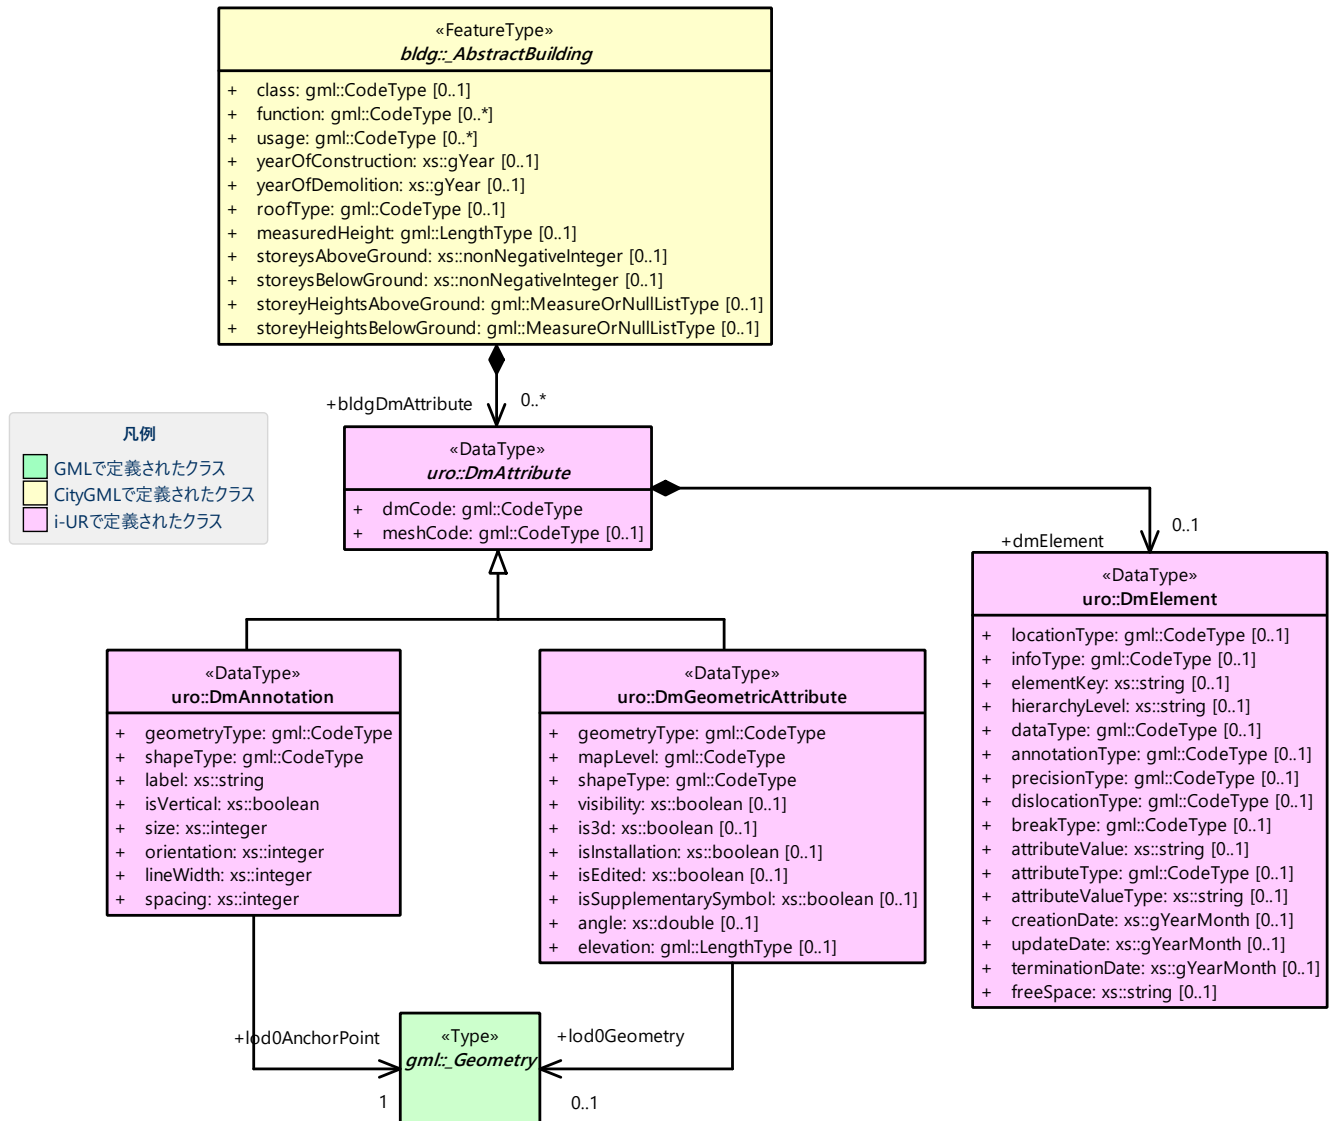 «FeatureType»
bldg::_AbstractBuilding
+ class: gml::CodeType [0..1]
+ function: gml::CodeType [0..*]
+ usage: gml::CodeType [0..*]
+ yearOfConstruction: xs::gYear [0..1]
+ yearOfDemolition: xs::gYear [0..1]
+ roofType: gml::CodeType [0..1]
+ measuredHeight: gml::LengthType [0..1]
+ storeysAboveGround: xs::nonNegativeInteger [0..1]
+ storeysBelowGround: xs::nonNegativeInteger [0..1]
+ storeyHeightsAboveGround: gml::MeasureOrNullListType [0..1]
+ storeyHeightsBelowGround: gml::MeasureOrNullListType [0..1]
+bldgDmAttribute
0..*
凡例
GMLで定義されたクラス
CityGMLで定義されたクラス
i-URで定義されたクラス
«DataType»
uro::DmAttribute
+ dmCode: gml::CodeType
+ meshCode: gml::CodeType [0..1]
+dmElement
0..1
«DataType»
uro::DmElement
+ locationType: gml::CodeType [0..1]
+ infoType: gml::CodeType [0..1]
+ elementKey: xs::string [0..1]
+ hierarchyLevel: xs::string [0..1]
+ dataType: gml::CodeType [0..1]
+ annotationType: gml::CodeType [0..1]
+ precisionType: gml::CodeType [0..1]
+ dislocationType: gml::CodeType [0..1]
+ breakType: gml::CodeType [0..1]
+ attributeValue: xs::string [0..1]
+ attributeType: gml::CodeType [0..1]
+ attributeValueType: xs::string [0..1]
+ creationDate: xs::gYearMonth [0..1]
+ updateDate: xs::gYearMonth [0..1]
+ terminationDate: xs::gYearMonth [0..1]
+ freeSpace: xs::string [0..1]
«DataType»
uro::DmAnnotation
+ geometryType: gml::CodeType
+ shapeType: gml::CodeType
+ label: xs::string
+ isVertical: xs::boolean
+ size: xs::integer
+ orientation: xs::integer
+ lineWidth: xs::integer
+ spacing: xs::integer
«DataType»
uro::DmGeometricAttribute
+ geometryType: gml::CodeType
+ mapLevel: gml::CodeType
+ shapeType: gml::CodeType
+ visibility: xs::boolean [0..1]
+ is3d: xs::boolean [0..1]
+ isInstallation: xs::boolean [0..1]
+ isEdited: xs::boolean [0..1]
+ isSupplementarySymbol: xs::boolean [0..1]
+ angle: xs::double [0..1]
+ elevation: gml::LengthType [0..1]
+lod0AnchorPoint
1
«Type»
gml::_Geometry
+lod0Geometry
0..1